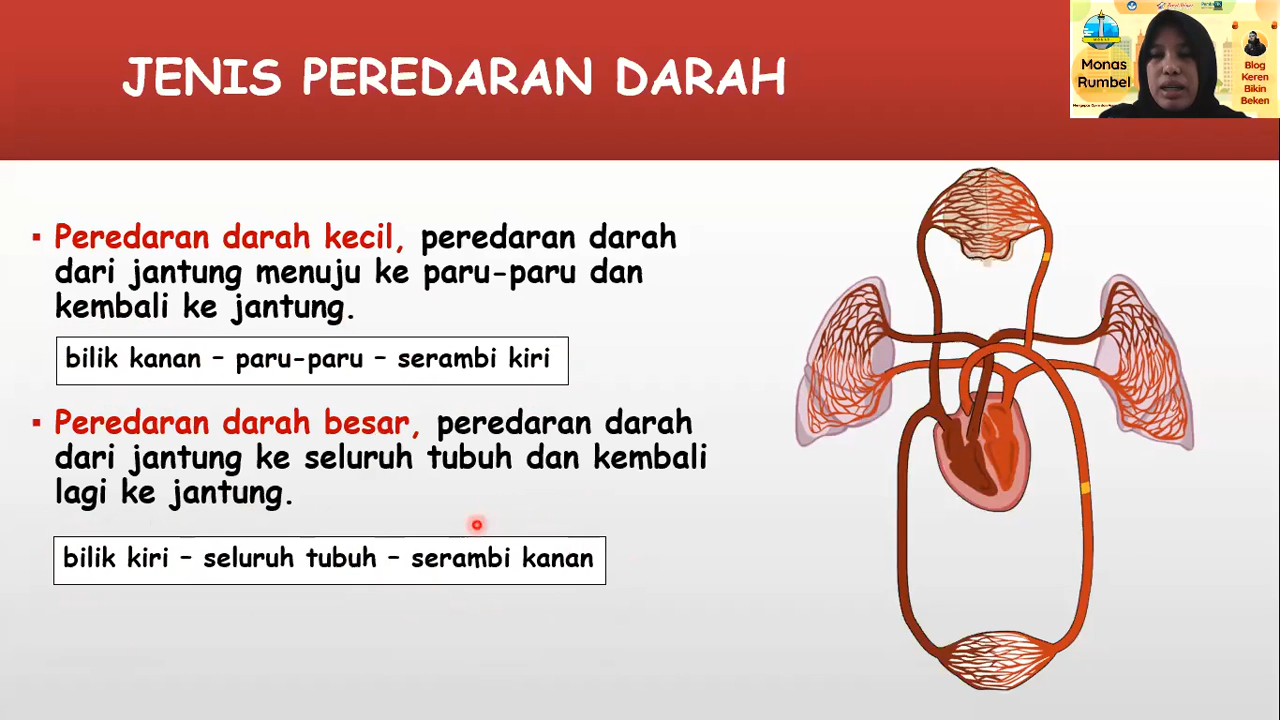 JENIS PEREDARAN DARAH
Monas
Rumbel
Blog
Keren
Bikin
Beken
▪ Peredaran darah kecil, peredaran darah
dari jantung menuju ke paru-paru dan
kembali ke jantung.
bilik kanan – paru-paru – serambi kiri
▪ Peredaran darah besar, peredaran darah
dari jantung ke seluruh tubuh dan kembali
lagi ke jantung.
bilik kiri – seluruh tubuh – serambi kanan